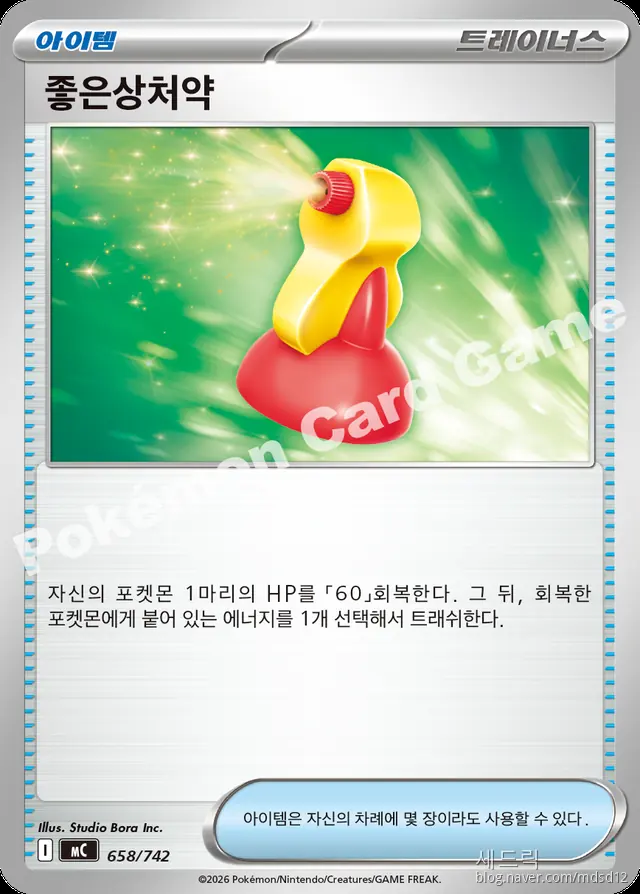 아이템
트레이너스
좋은상처약
Pokémon Card Game
자신의 포켓몬 1마리의 HP를 「60」회복한다. 그 뒤, 회복한
포켓몬에게 붙어 있는 에너지를 1개 선택해서 트래쉬한다.
아이템은 자신의 차례에 몇 장이라도 사용할 수 있다.
Illus. Studio Bora Inc.
I MC 658/742
©2026 Pokémon/Nintendo/Creatures/GAME FREAK.
세드릭
blog.naver.com/mdsd12